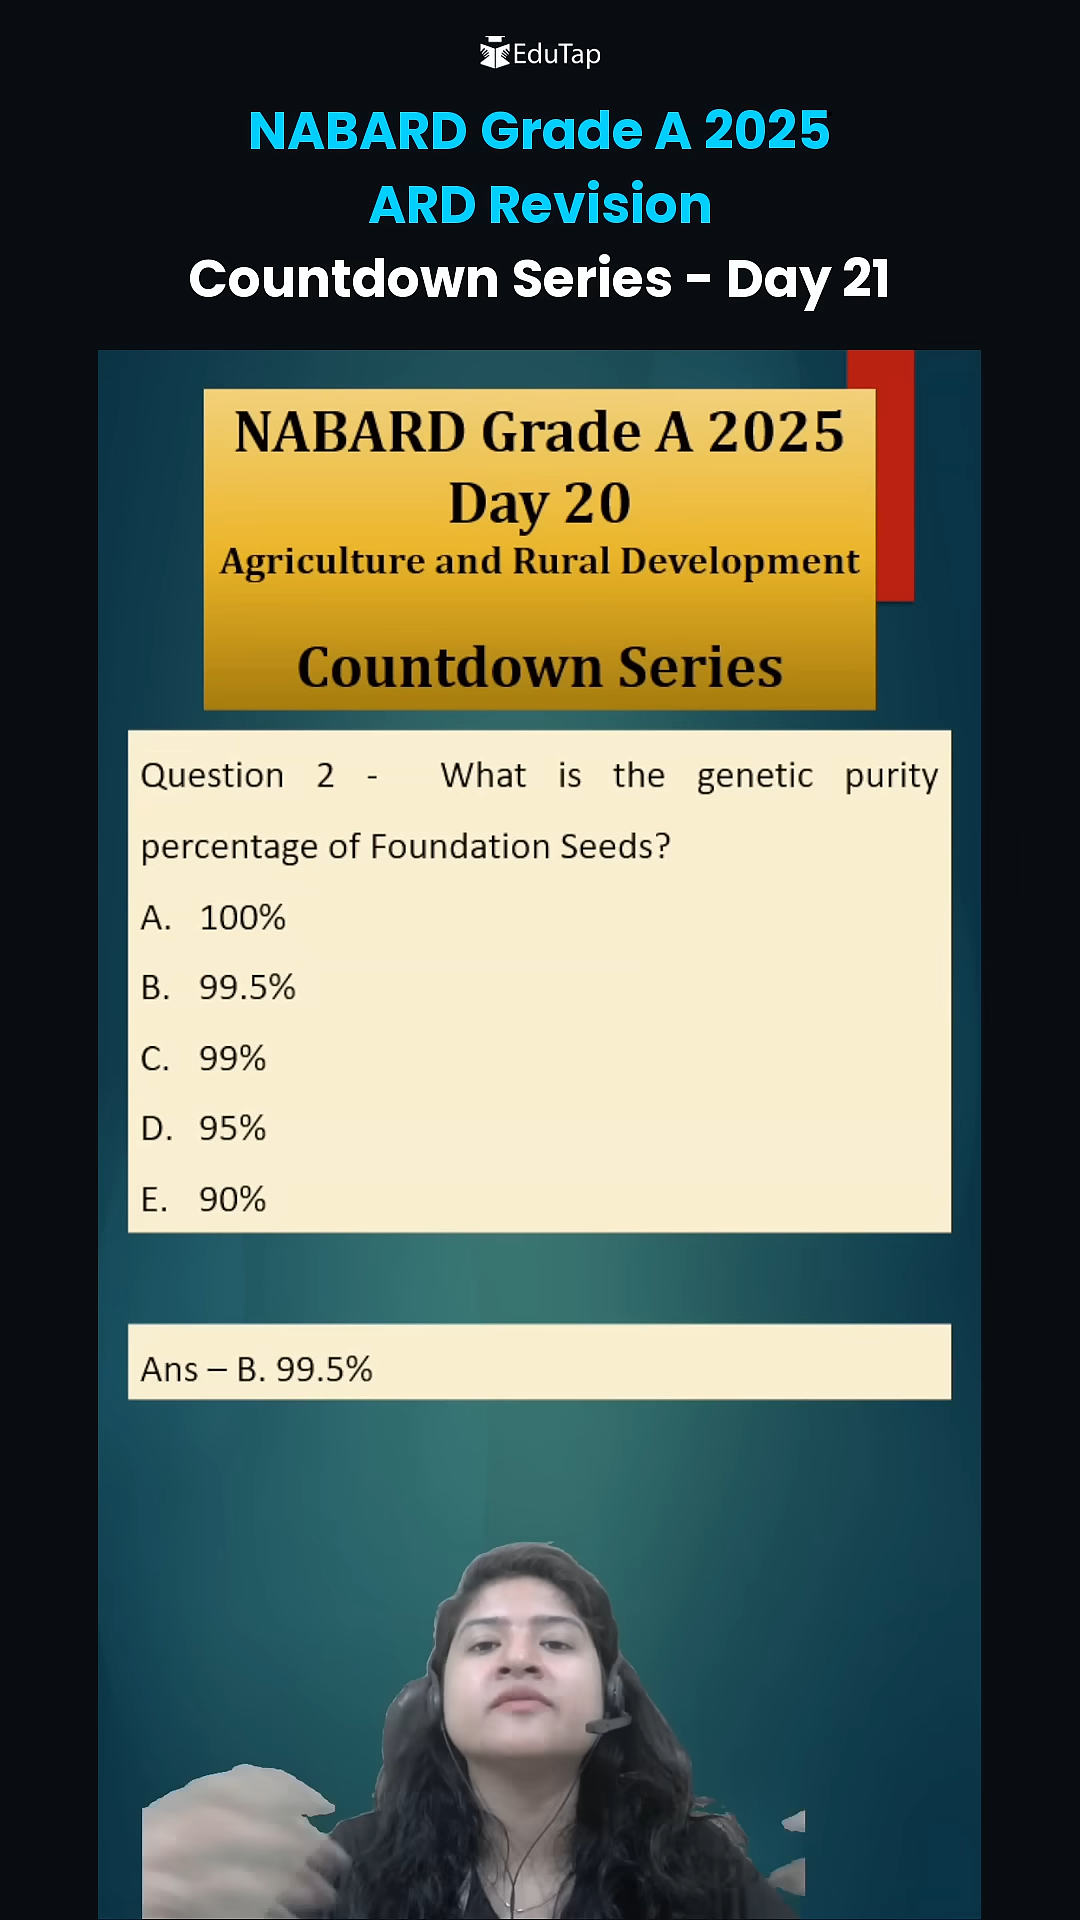 EduTap
NABARD Grade A 2025
ARD Revision
Countdown Series - Day 21
NABARD Grade A 2025
Day 20
Agriculture and Rural Development
Countdown Series
Question 2 - What is the genetic purity
percentage of Foundation Seeds?
A. 100%
B. 99.5%
C. 99%
D. 95%
E. 90%
Ans – B. 99.5%